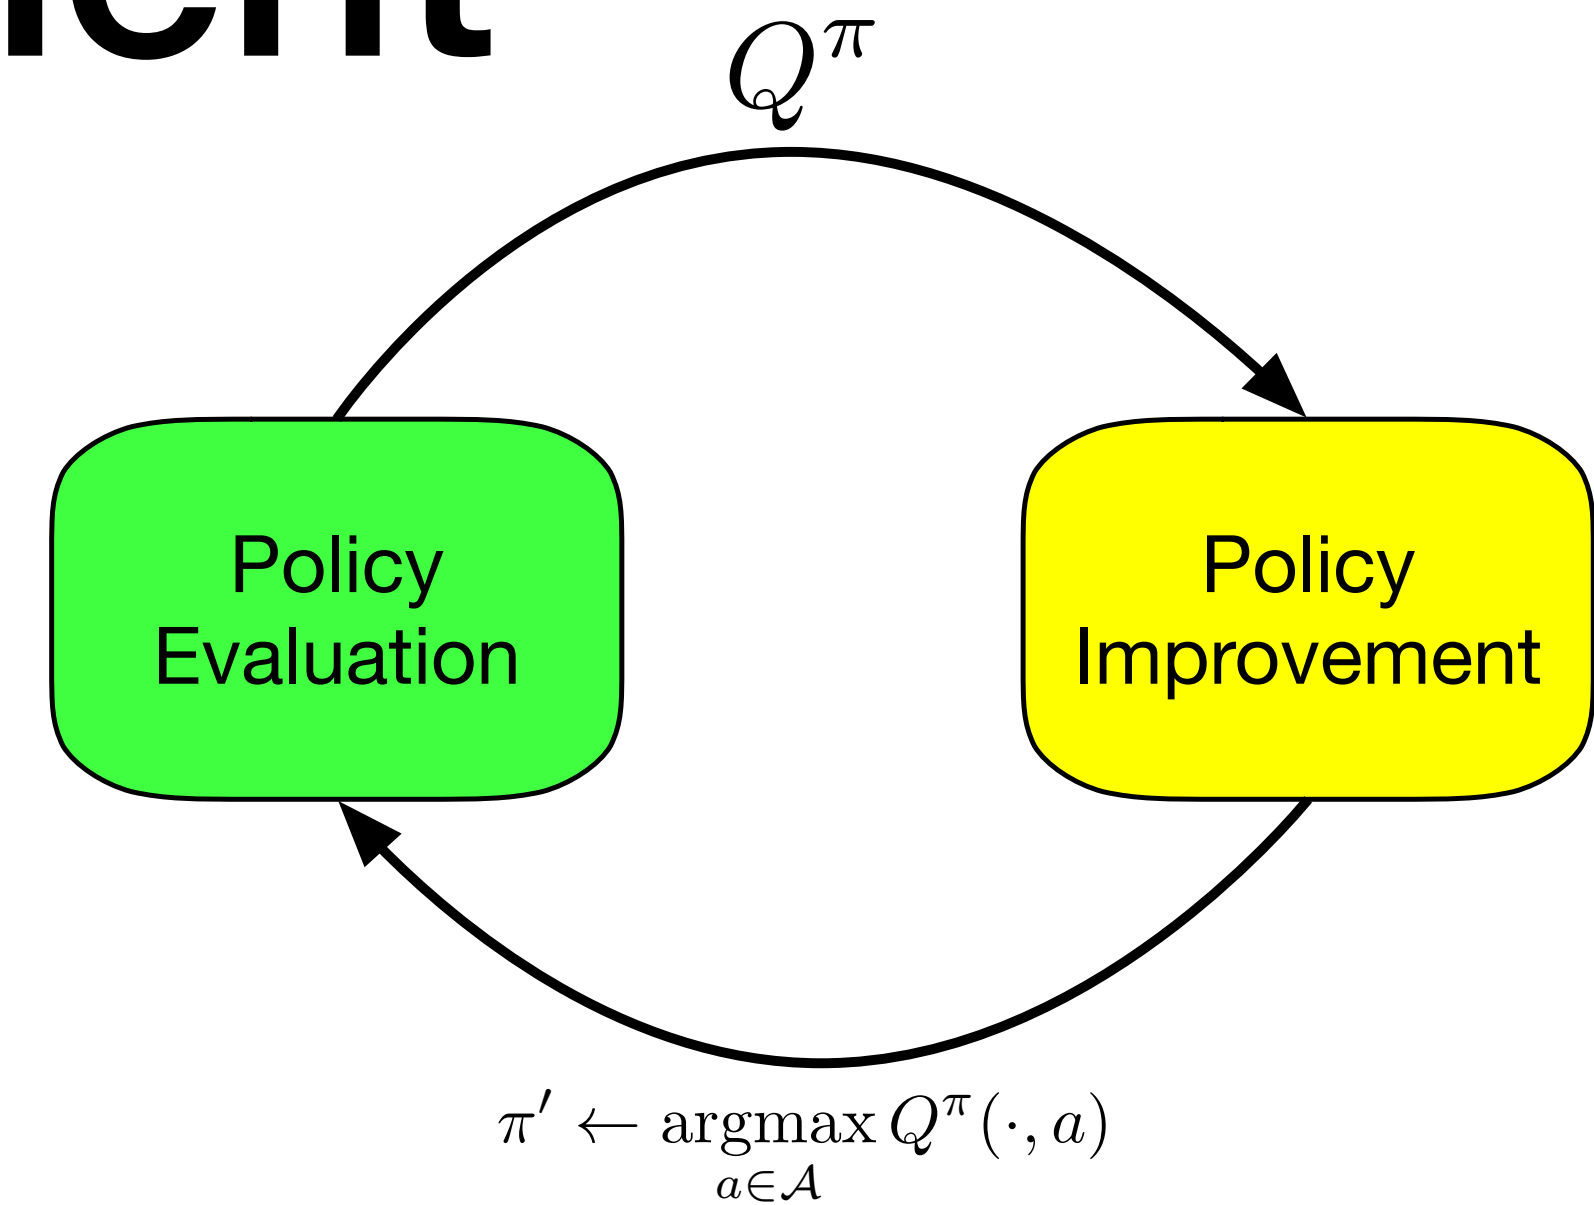 Q^π
Policy
Evaluation
Policy
Improvement
π′ ← argmax Q^π(·, a)
a∈𝒜